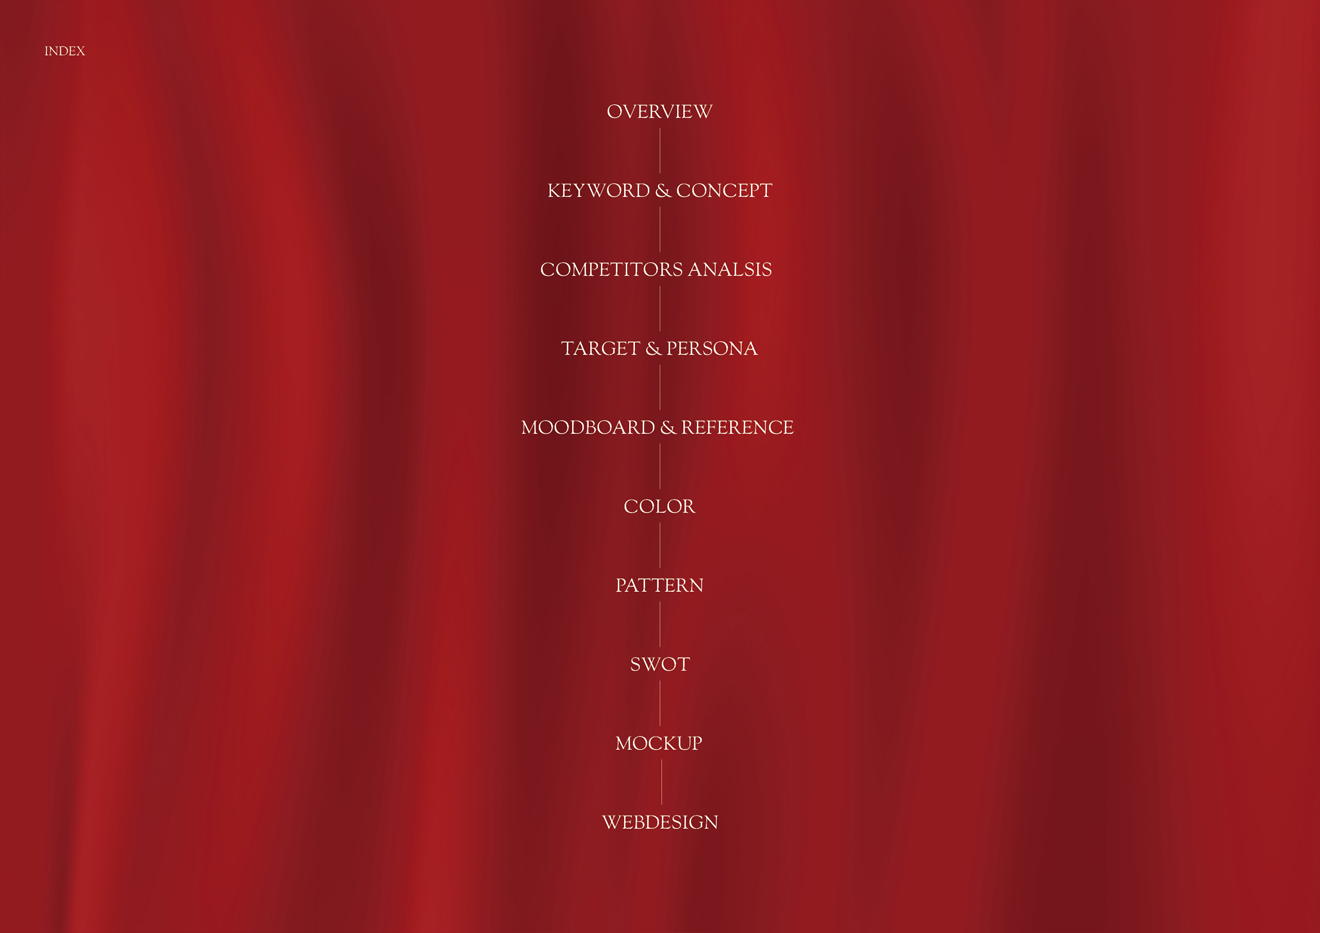 INDEX
OVERVIEW
KEYWORD & CONCEPT
COMPETITORS ANALSIS
TARGET & PERSONA
MOODBOARD & REFERENCE
COLOR
PATTERN
SWOT
MOCKUP
WEBDESIGN